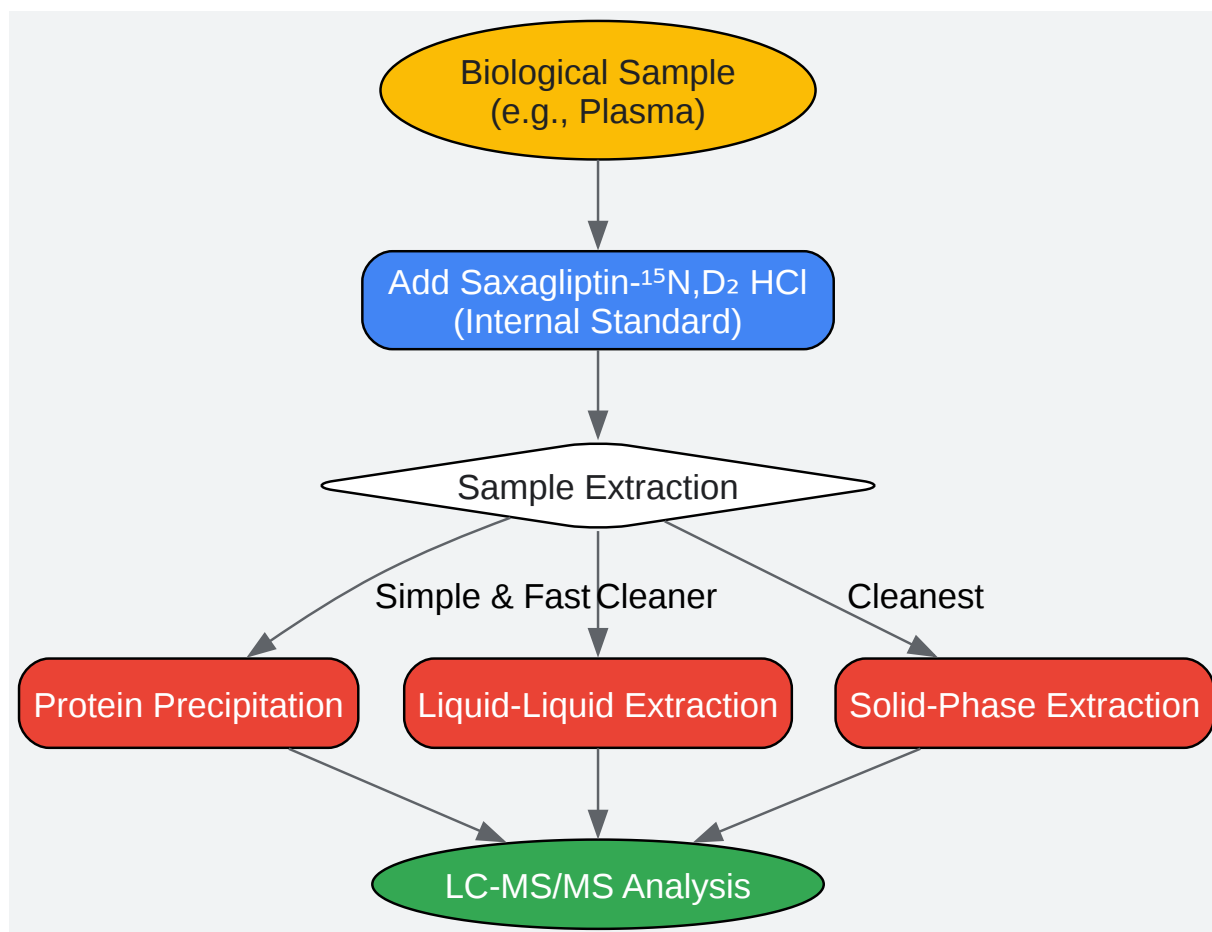 Biological Sample
(e.g., Plasma)
Add Saxagliptin-¹⁵N,D₂ HCl
(Internal Standard)
Sample Extraction
Simple & Fast
Cleaner
Cleanest
Protein Precipitation
Liquid-Liquid Extraction
Solid-Phase Extraction
LC-MS/MS Analysis